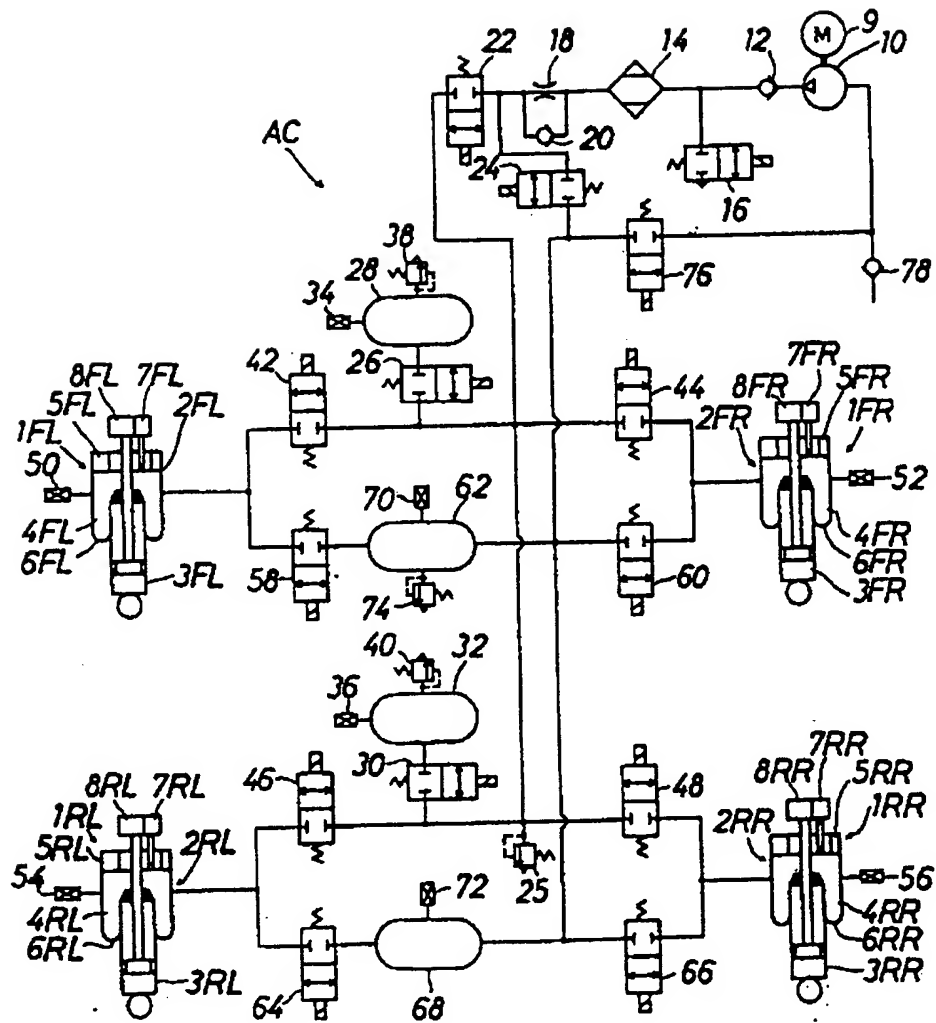 22 18 14 12 9
M
10
AC
20
24
16
38
28
34
76
78
42
26
44
7FR
8FR
5FR
8FL 7FL
5FL
2FL
2FR
1FR
1FL
50
70
62
52
4FL
6FL
4FR
6FR
3FL
58
74
60
3FR
40
32
36
46
30
48
7RR
8RR
5RR
8RL 7RL
1RL
2RR
1RR
5RL
2RL
25
54
72
56
4RL
6RL
4RR
6RR
3RL
64
68
66
3RR